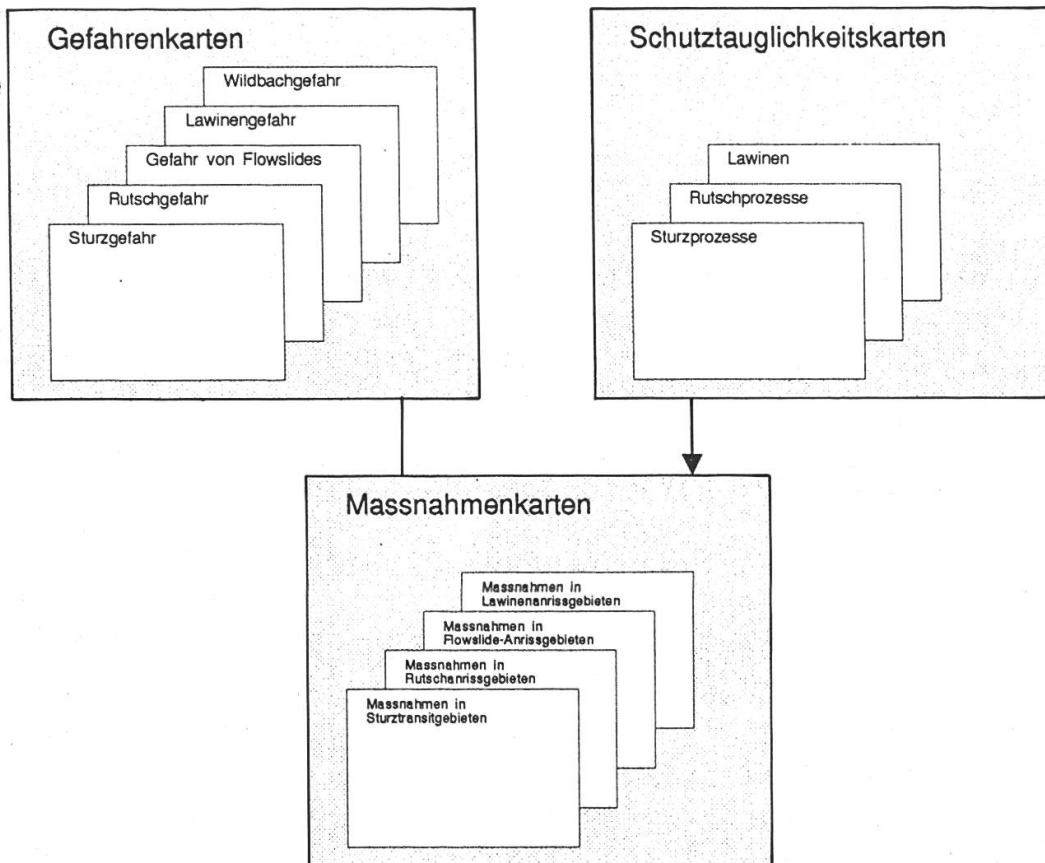 Gefahrenkarten
Wildbachgefahr
Lawinengefahr
Gefahr von Flowslides
Rutschgefahr
Sturzgefahr
Schutztauglichkeitskarten
Lawinen
Rutschprozesse
Sturzprozesse
Massnahmenkarten
Massnahmen in
Lawinenanrissgebieten
Massnahmen in
Flowslide-Anrissgebieten
Massnahmen in
Rutschanrissgebieten
Massnahmen in
Sturztransitgebieten